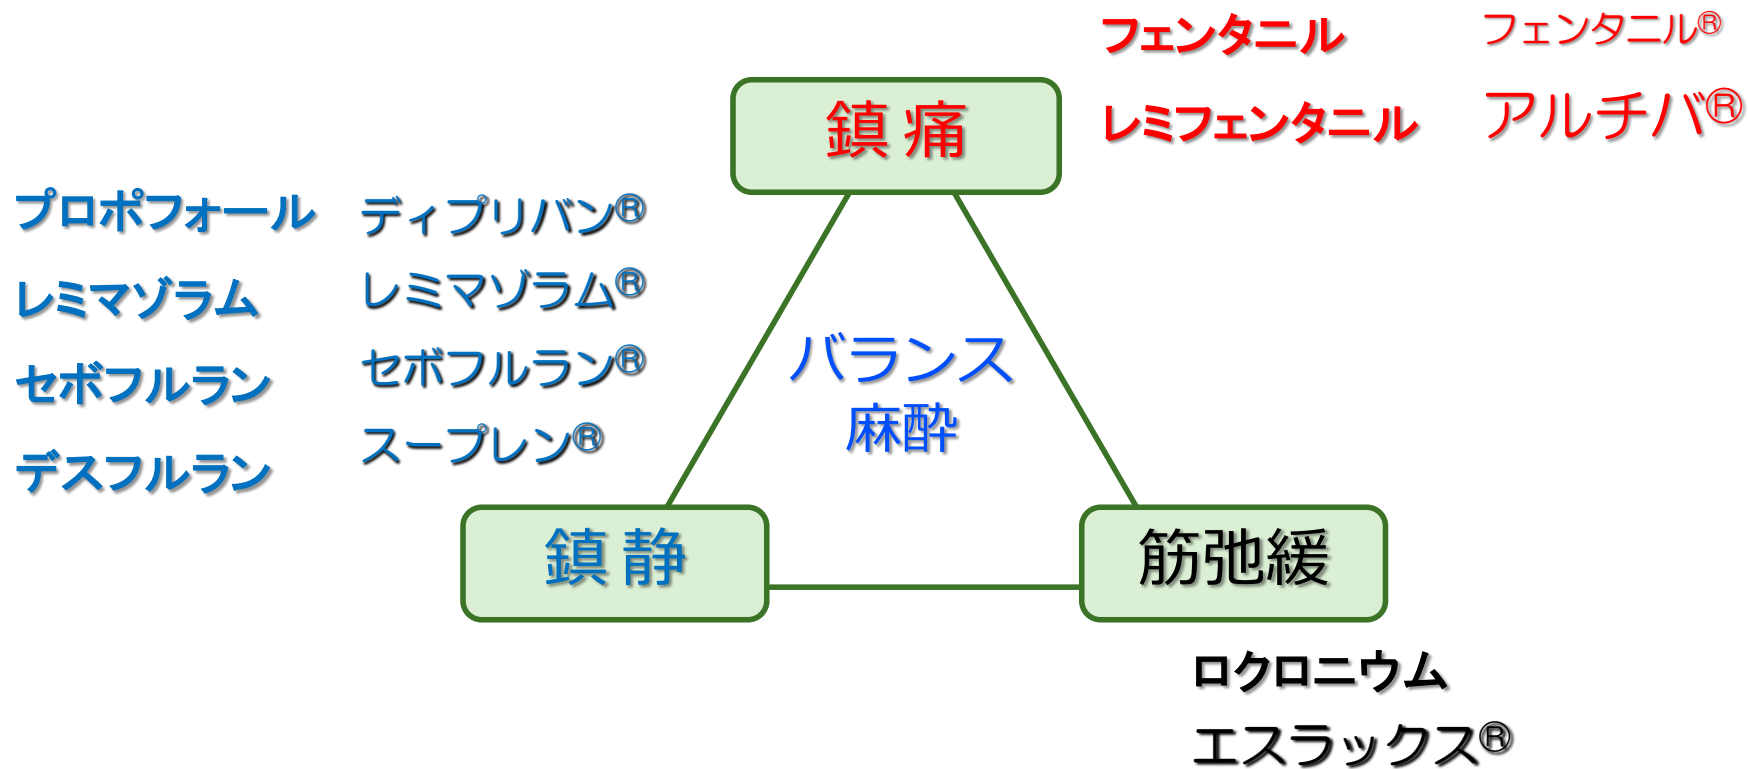 フェンタニル フェンタニル®
レミフェンタニル アルチバ®
鎮痛
プロポフォール ディプリバン®
レミマゾラム レミマゾラム®
セボフルラン セボフルラン®
デスフルラン スープレン®
バランス
麻酔
鎮静
筋弛緩
ロクロニウム
エスラックス®